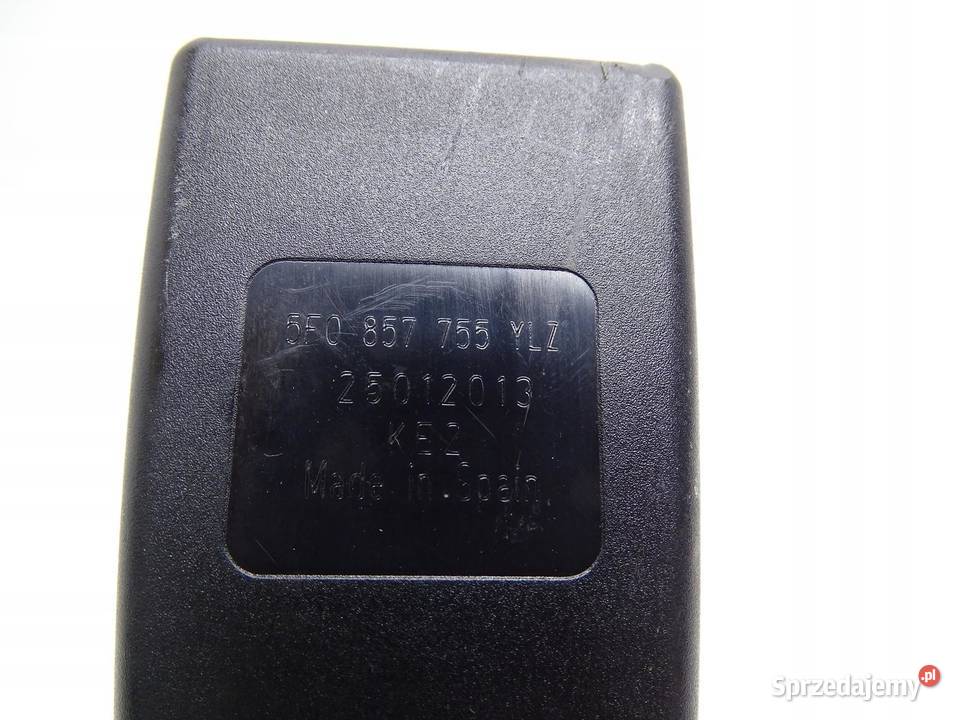 5F0 857 755 YLZ
25012013
KE2
Made in Spain
Sprzedajemy.pl